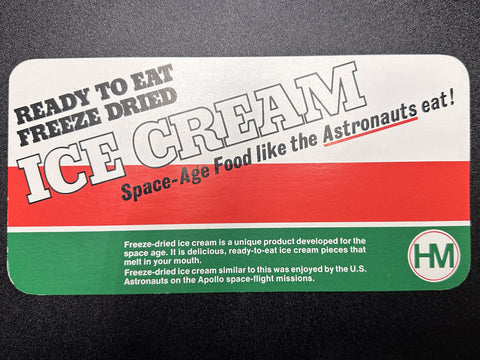 READY TO EAT
FREEZE DRIED
ICE CREAM
Space-Age Food like the Astronauts eat!
Freeze-dried ice cream is a unique product developed for the
space age. It is delicious, ready-to-eat ice cream pieces that
melt in your mouth.
Freeze-dried ice cream similar to this was enjoyed by the U.S.
Astronauts on the Apollo space-flight missions.
HM